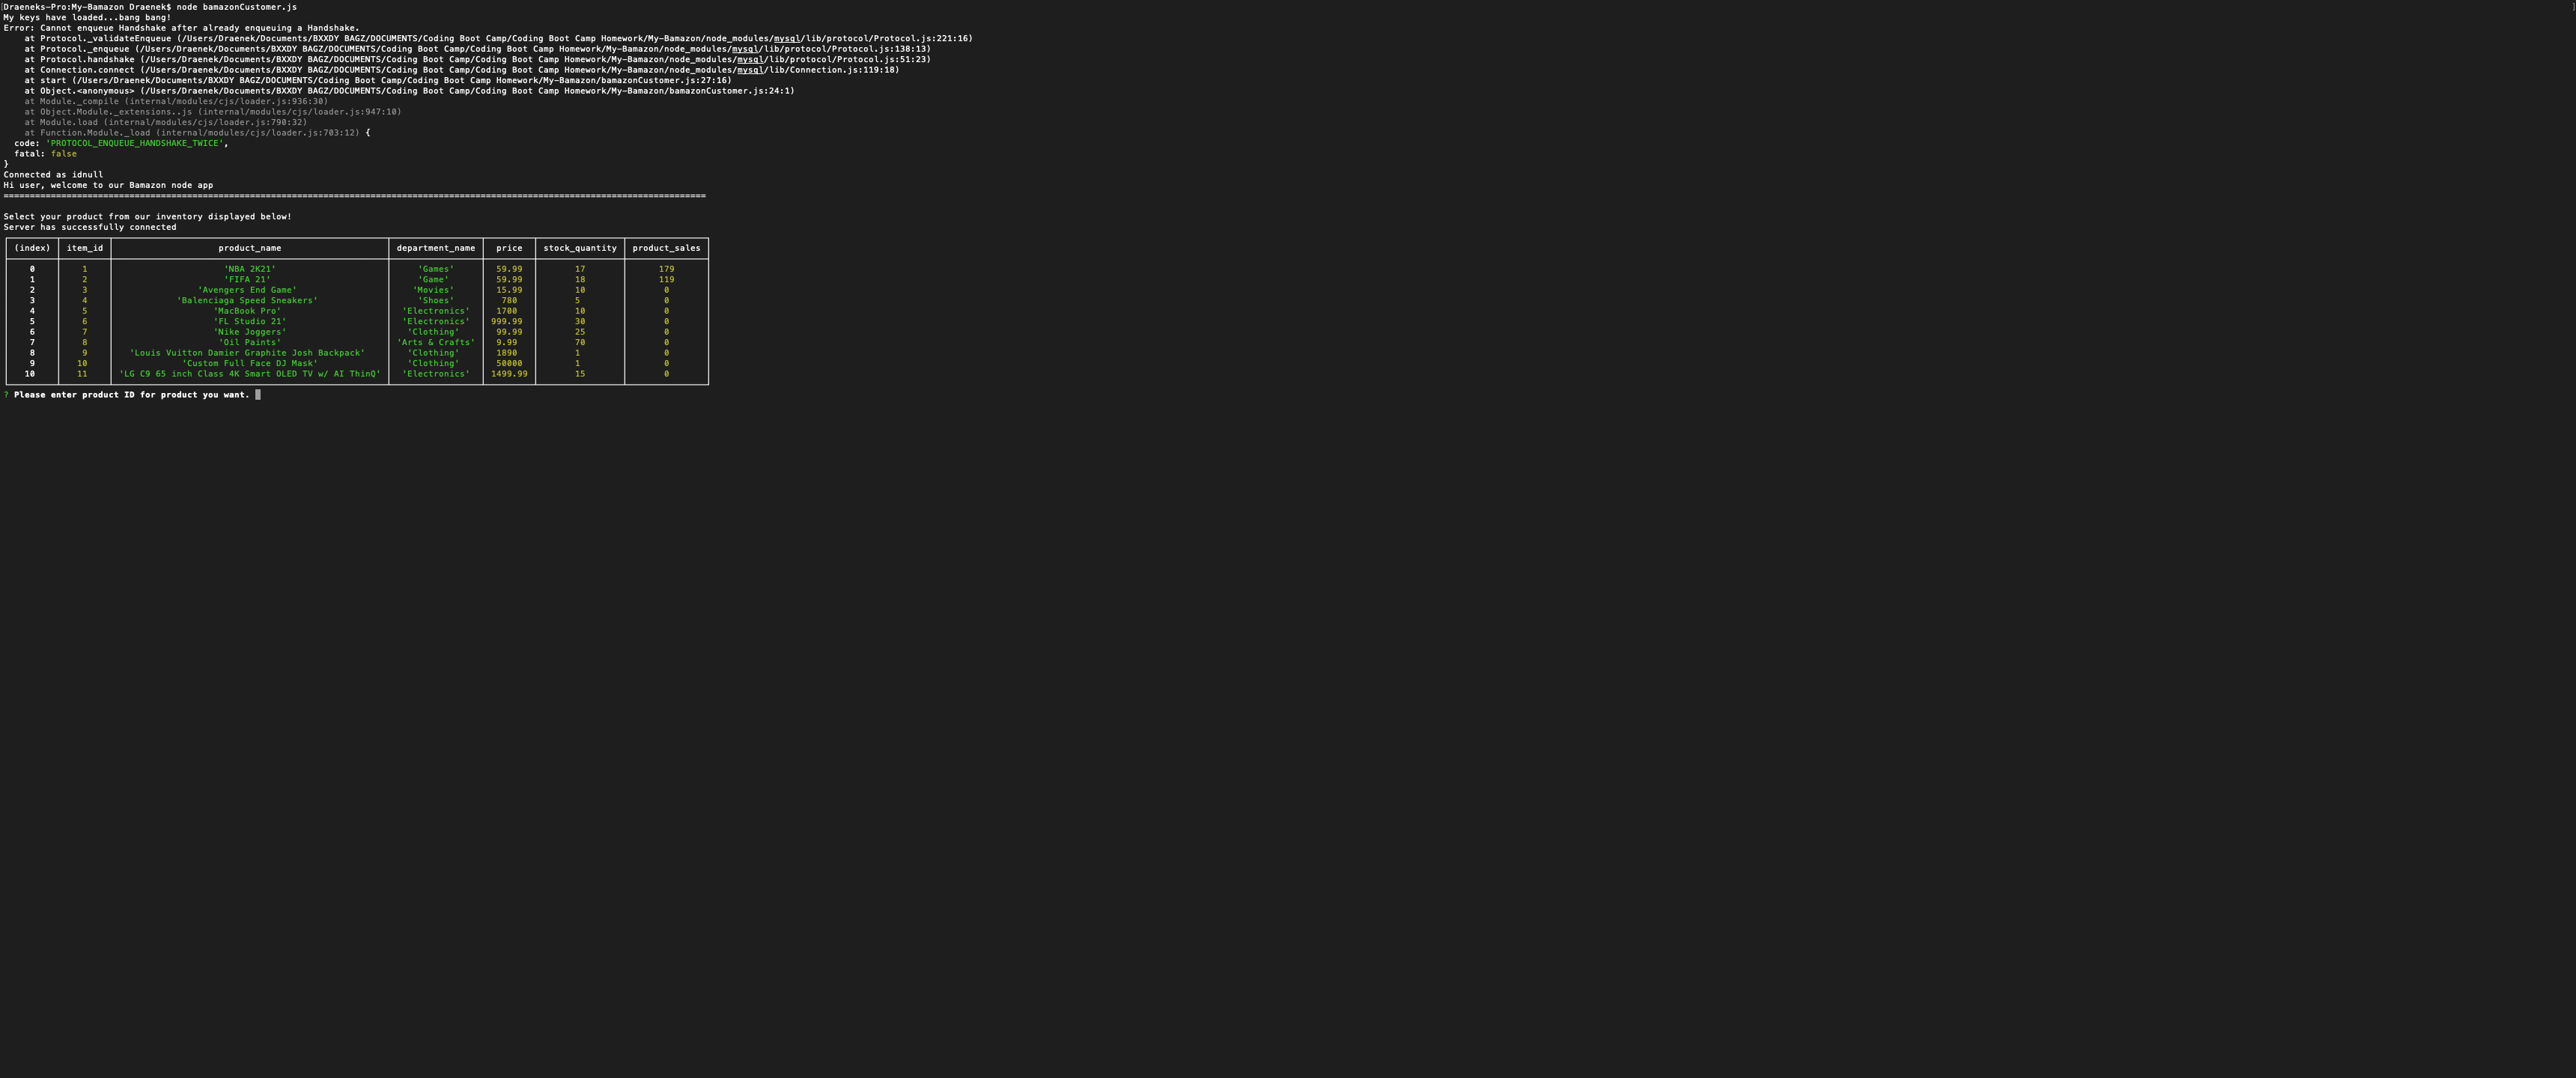 Draeneks-Pro:My-Bamazon Draenek$ node bamazonCustomer.js
My keys have loaded...bang bang!
Error: Cannot enqueue Handshake after already enqueuing a Handshake.
    at Protocol._validateEnqueue (/Users/Draenek/Documents/BXXDY BAGZ/DOCUMENTS/Coding Boot Camp/Coding Boot Camp Homework/My-Bamazon/node_modules/mysql/lib/protocol/Protocol.js:221:16)
    at Protocol._enqueue (/Users/Draenek/Documents/BXXDY BAGZ/DOCUMENTS/Coding Boot Camp/Coding Boot Camp Homework/My-Bamazon/node_modules/mysql/lib/protocol/Protocol.js:138:13)
    at Protocol.handshake (/Users/Draenek/Documents/BXXDY BAGZ/DOCUMENTS/Coding Boot Camp/Coding Boot Camp Homework/My-Bamazon/node_modules/mysql/lib/protocol/Protocol.js:51:23)
    at Connection.connect (/Users/Draenek/Documents/BXXDY BAGZ/DOCUMENTS/Coding Boot Camp/Coding Boot Camp Homework/My-Bamazon/node_modules/mysql/lib/Connection.js:119:18)
    at start (/Users/Draenek/Documents/BXXDY BAGZ/DOCUMENTS/Coding Boot Camp/Coding Boot Camp Homework/My-Bamazon/bamazonCustomer.js:27:16)
    at Object.<anonymous> (/Users/Draenek/Documents/BXXDY BAGZ/DOCUMENTS/Coding Boot Camp/Coding Boot Camp Homework/My-Bamazon/bamazonCustomer.js:24:1)
    at Module._compile (internal/modules/cjs/loader.js:936:30)
    at Object.Module._extensions..js (internal/modules/cjs/loader.js:947:10)
    at Module.load (internal/modules/cjs/loader.js:790:32)
    at Function.Module._load (internal/modules/cjs/loader.js:703:12) {
  code: 'PROTOCOL_ENQUEUE_HANDSHAKE_TWICE',
  fatal: false
}
Connected as idnull
Hi user, welcome to our Bamazon node app
======================================================================================================================================
Select your product from our inventory displayed below!
Server has successfully connected
(index) item_id product_name department_name price stock_quantity product_sales
0 1 'NBA 2K21' 'Games' 59.99 17 179
1 2 'FIFA 21' 'Game' 59.99 18 119
2 3 'Avengers End Game' 'Movies' 15.99 10 0
3 4 'Balenciaga Speed Sneakers' 'Shoes' 780 5 0
4 5 'MacBook Pro' 'Electronics' 1700 10 0
5 6 'FL Studio 21' 'Electronics' 999.99 30 0
6 7 'Nike Joggers' 'Clothing' 99.99 25 0
7 8 'Oil Paints' 'Arts & Crafts' 9.99 70 0
8 9 'Louis Vuitton Damier Graphite Josh Backpack' 'Clothing' 1890 1 0
9 10 'Custom Full Face DJ Mask' 'Clothing' 50000 1 0
10 11 'LG C9 65 inch Class 4K Smart OLED TV w/ AI ThinQ' 'Electronics' 1499.99 15 0
? Please enter product ID for product you want.